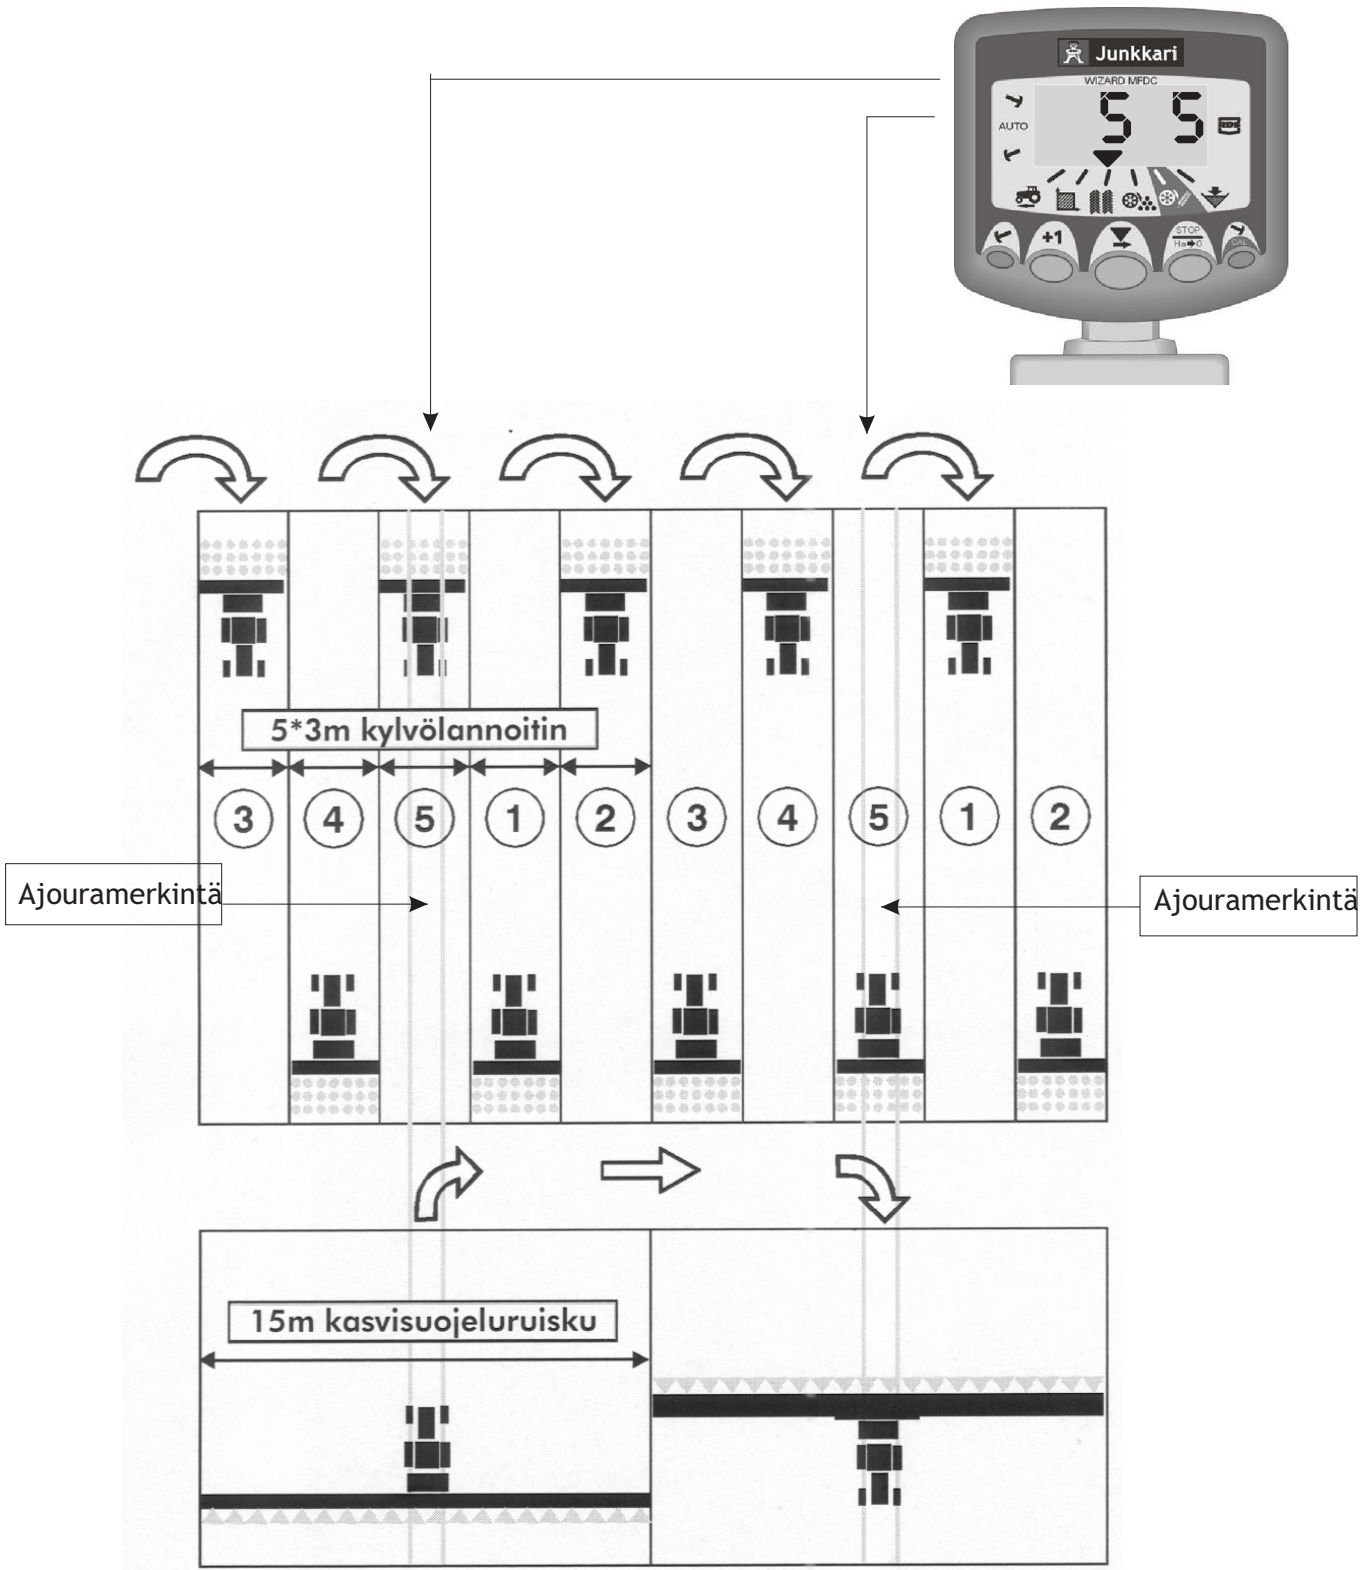 Junkkari
WIZARD MFDC
5 5
AUTO
RDS
+1
STOP
Ha➡0
CAL
5*3m kylvölannoitin
3 4 5 1 2 3 4 5 1 2
Ajouramerkintä
Ajouramerkintä
15m kasvisuojeluruisku